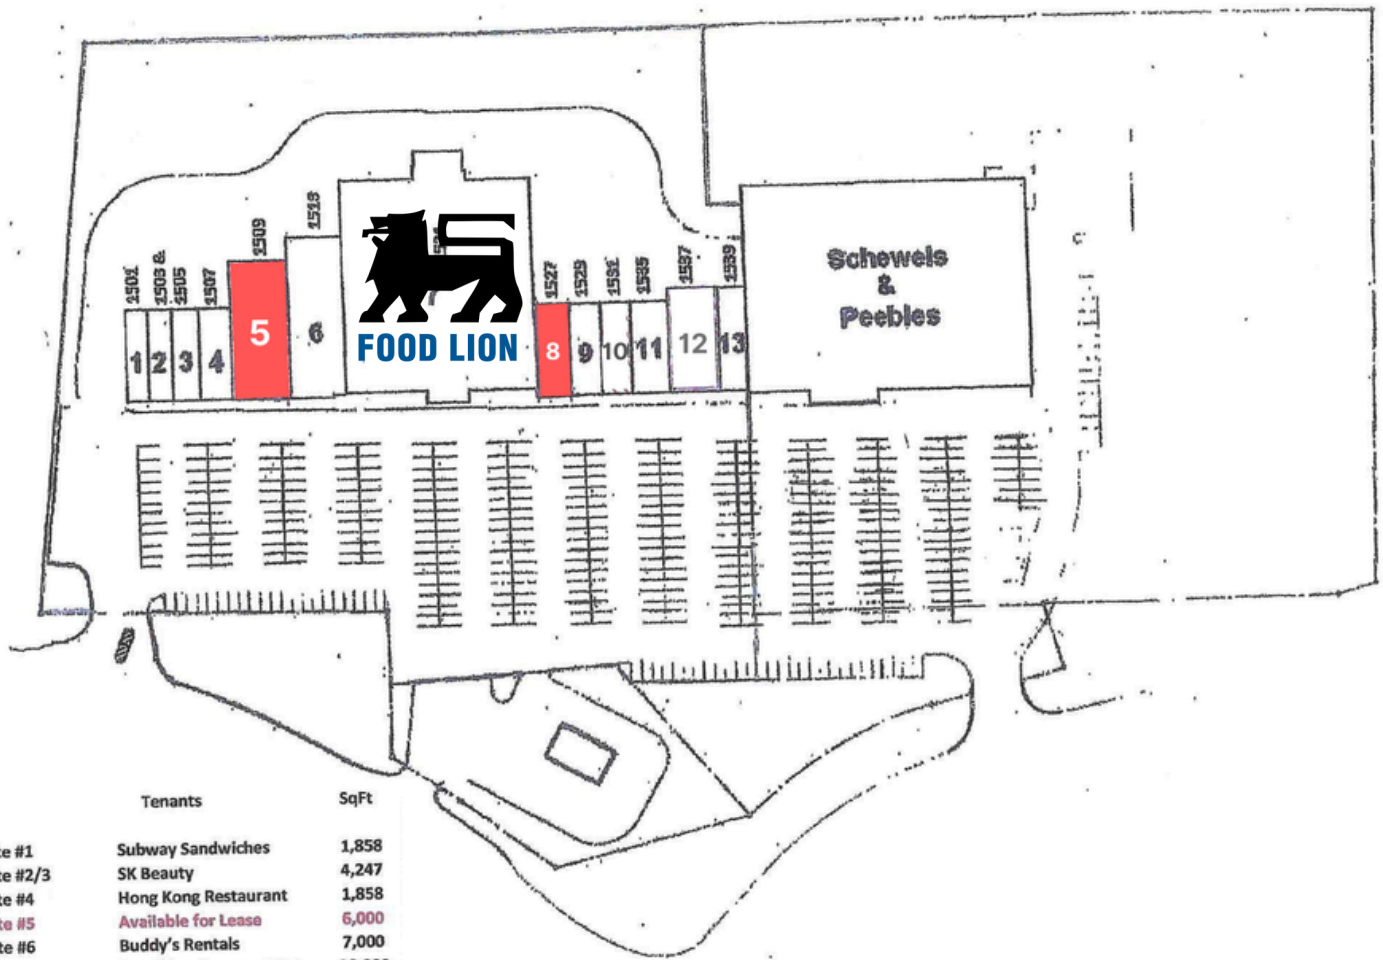 1518
1509
1501
1503 &
1505
1507
1527
1529
1531
1535
1537
1539
Schewels
&
Peebles
FOOD LION
1
2
3
4
5
6
8
9
10
11
12
13
Tenants SqFt
te #1 Subway Sandwiches 1,858
te #2/3 SK Beauty 4,247
te #4 Hong Kong Restaurant 1,858
te #5 Available for Lease 6,000
te #6 Buddy's Rentals 7,000